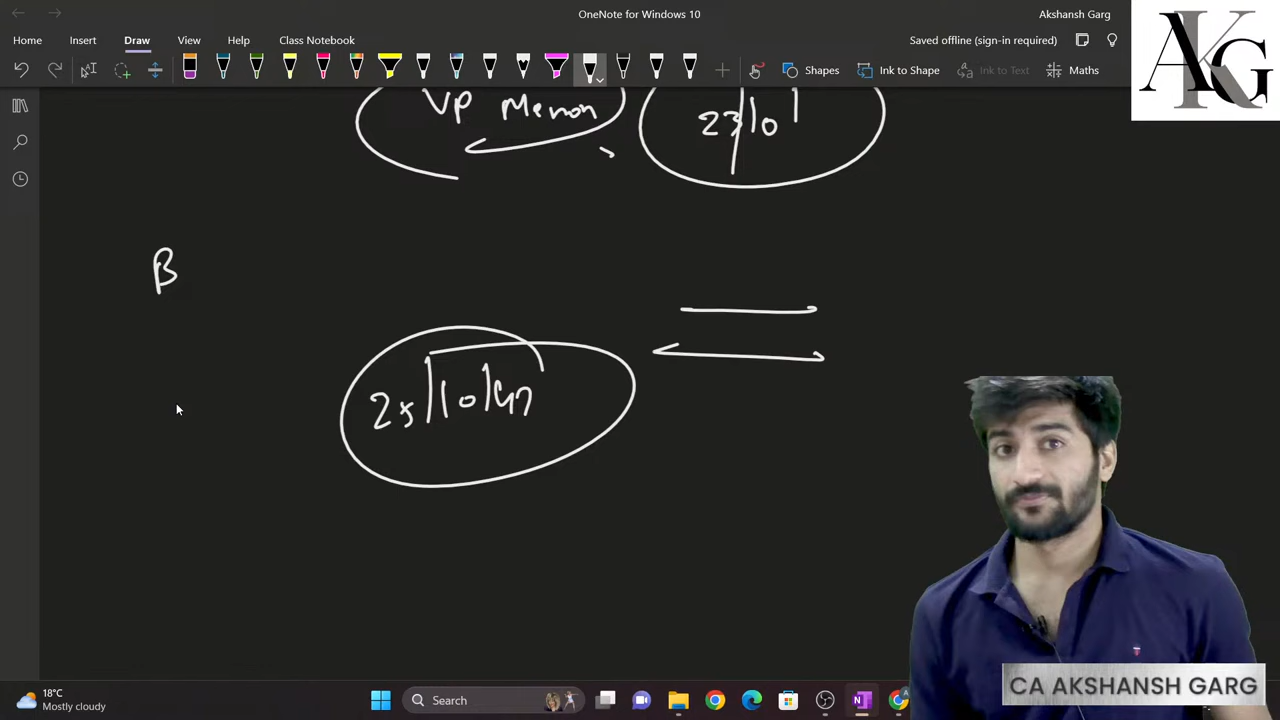 OneNote for Windows 10
Akshansh Garg
Home Insert Draw View Help Class Notebook
Saved offline (sign-in required)
Shapes Ink to Shape Ink to Text Maths
AKG
VP Menon
23|10|
B
25|10|47
18°C
Mostly cloudy
Search
CA AKSHANSH GARG